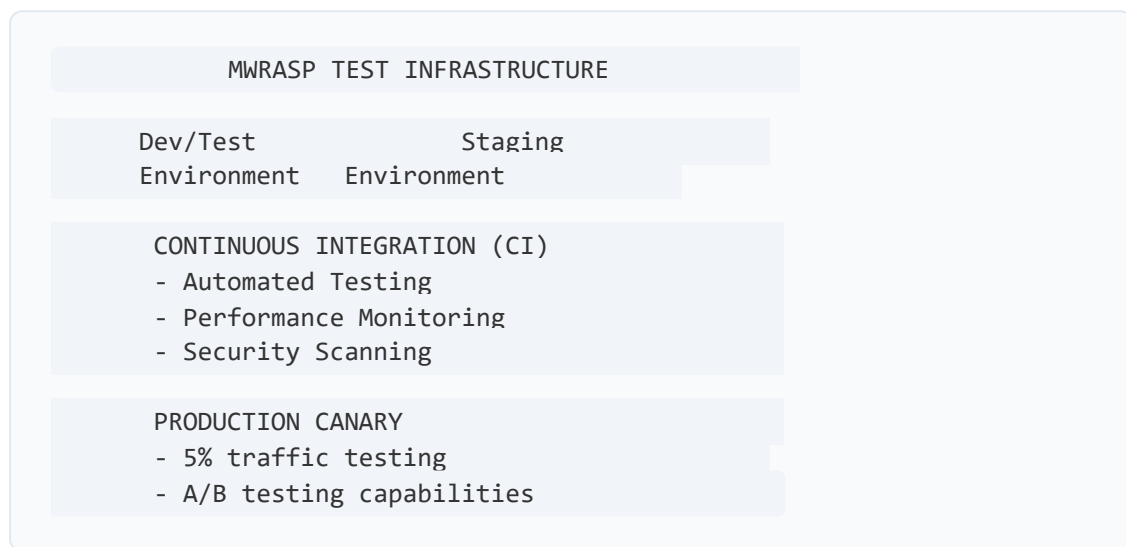 MWRASP TEST INFRASTRUCTURE
Dev/Test Staging
Environment Environment
CONTINUOUS INTEGRATION (CI)
- Automated Testing
- Performance Monitoring
- Security Scanning
PRODUCTION CANARY
- 5% traffic testing
- A/B testing capabilities